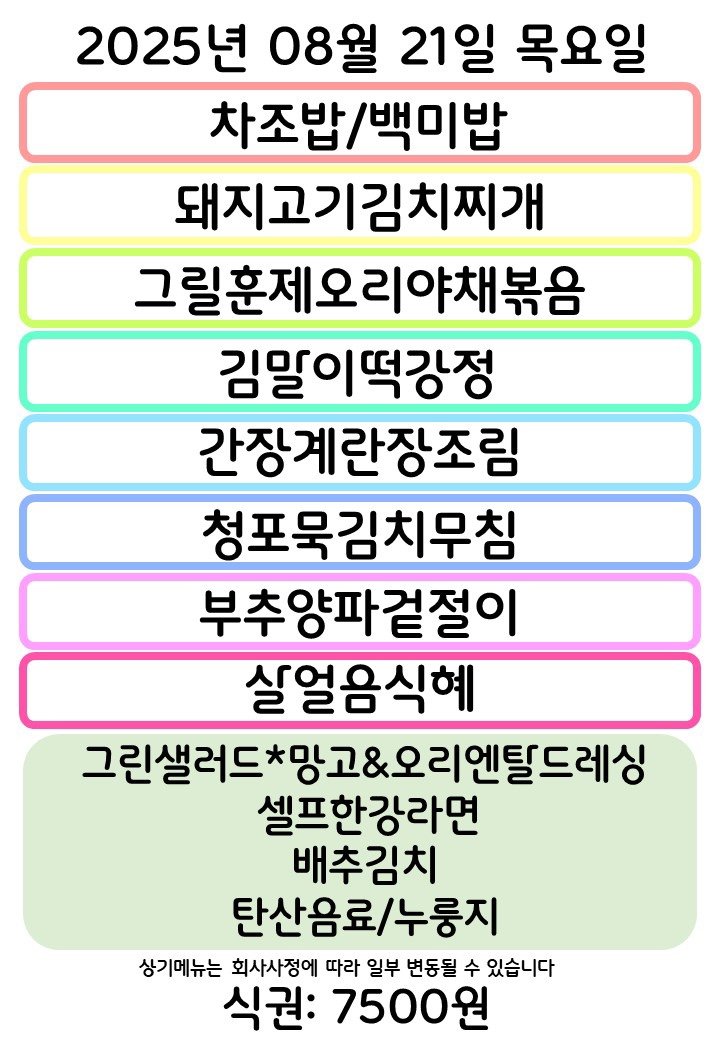 2025년 08월 21일 목요일
차조밥/백미밥
돼지고기김치찌개
그릴훈제오리야채볶음
김말이떡강정
간장계란장조림
청포묵김치무침
부추양파겉절이
살얼음식혜
그린샐러드*망고&오리엔탈드레싱
셀프한강라면
배추김치
탄산음료/누룽지
상기메뉴는 회사사정에 따라 일부 변동될 수 있습니다
식권: 7500원